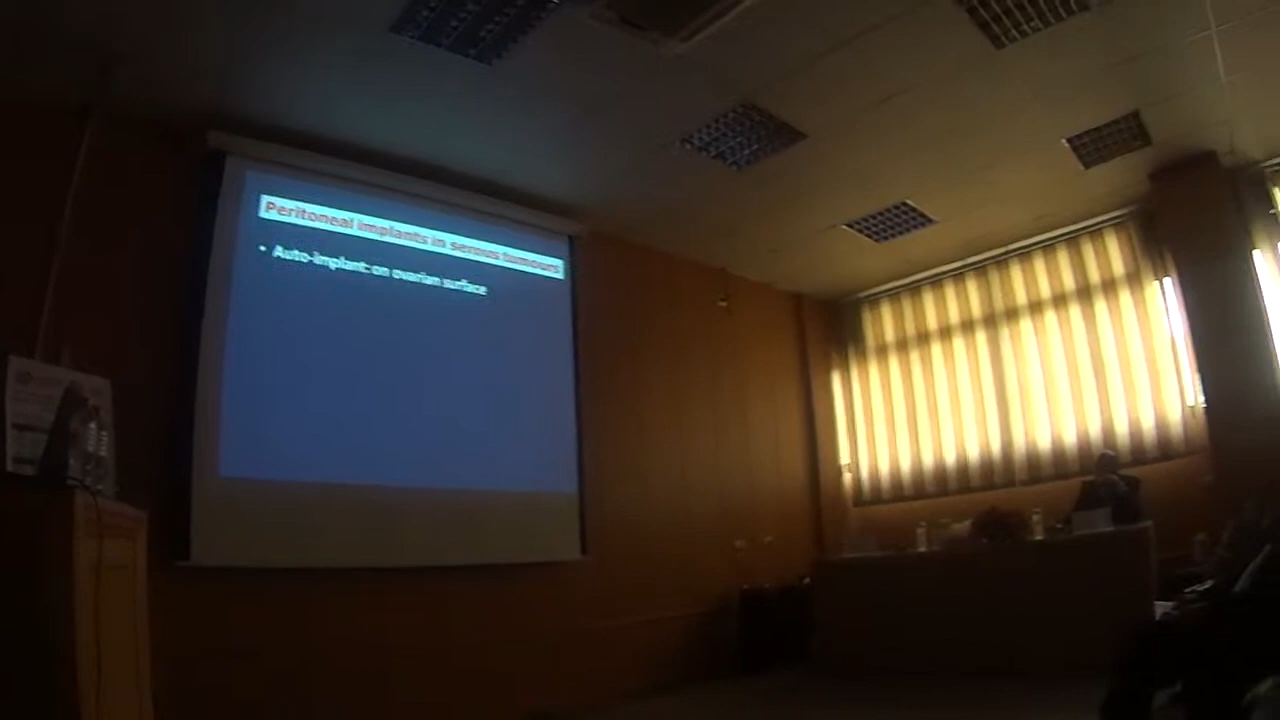 Peritoneal implants in serous tumours
• Auto-implant: on ovarian surface